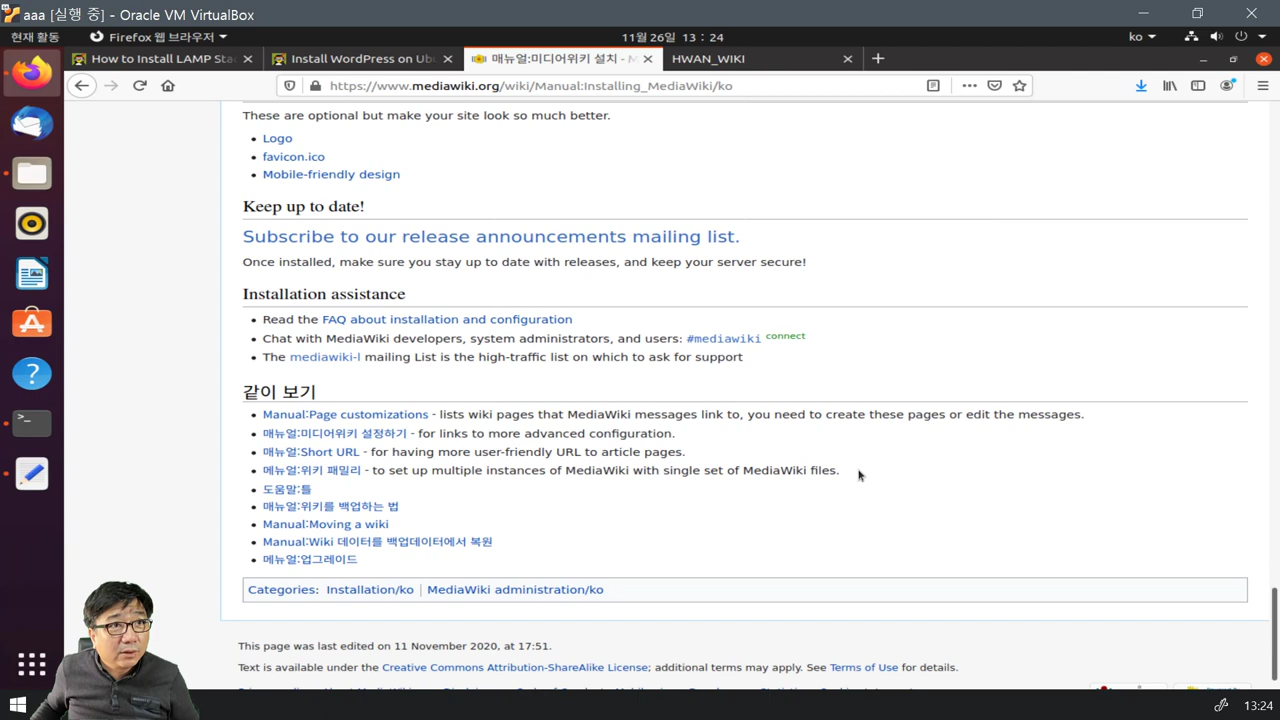 aaa [실행 중] - Oracle VM VirtualBox
현재 활동 Firefox 웹 브라우저 11월 26일 13 : 24 ko
How to Install LAMP Sta Install WordPress on Ub 매뉴얼:미디어위키 설치 - M HWAN_WIKI
https://www.mediawiki.org/wiki/Manual:Installing_MediaWiki/ko
These are optional but make your site look so much better.
Logo
favicon.ico
Mobile-friendly design
Keep up to date!
Subscribe to our release announcements mailing list.
Once installed, make sure you stay up to date with releases, and keep your server secure!
Installation assistance
Read the FAQ about installation and configuration
Chat with MediaWiki developers, system administrators, and users: #mediawiki connect
The mediawiki-l mailing List is the high-traffic list on which to ask for support
같이 보기
Manual:Page customizations - lists wiki pages that MediaWiki messages link to, you need to create these pages or edit the messages.
매뉴얼:미디어위키 설정하기 - for links to more advanced configuration.
매뉴얼:Short URL - for having more user-friendly URL to article pages.
메뉴얼:위키 패밀리 - to set up multiple instances of MediaWiki with single set of MediaWiki files.
도움말:틀
매뉴얼:위키를 백업하는 법
Manual:Moving a wiki
Manual:Wiki 데이터를 백업데이터에서 복원
메뉴얼:업그레이드
Categories: Installation/ko | MediaWiki administration/ko
This page was last edited on 11 November 2020, at 17:51.
Text is available under the Creative Commons Attribution-ShareAlike License; additional terms may apply. See Terms of Use for details.
13:24